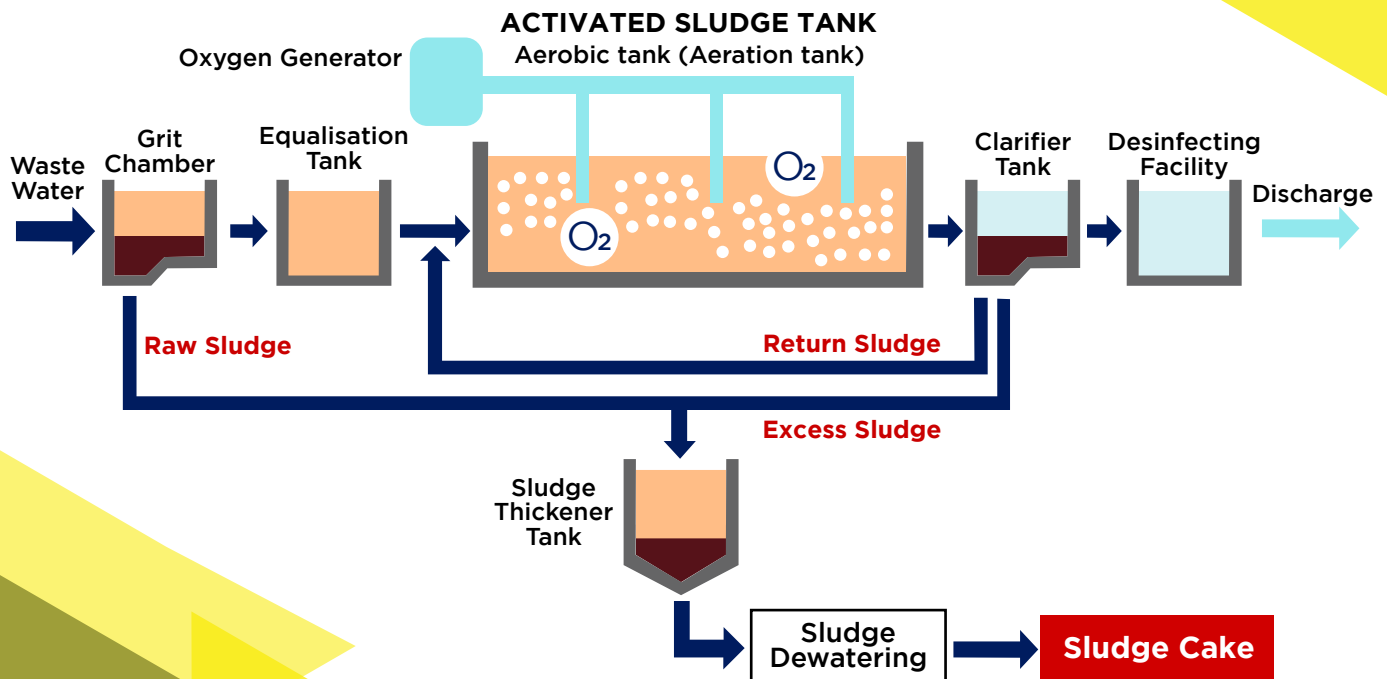 ACTIVATED SLUDGE TANK
Aerobic tank (Aeration tank)
Oxygen Generator
Waste
Water
Grit
Chamber
Equalisation
Tank
O2
O2
Clarifier
Tank
Desinfecting
Facility
Discharge
Raw Sludge
Return Sludge
Excess Sludge
Sludge
Thickener
Tank
Sludge
Dewatering
Sludge Cake